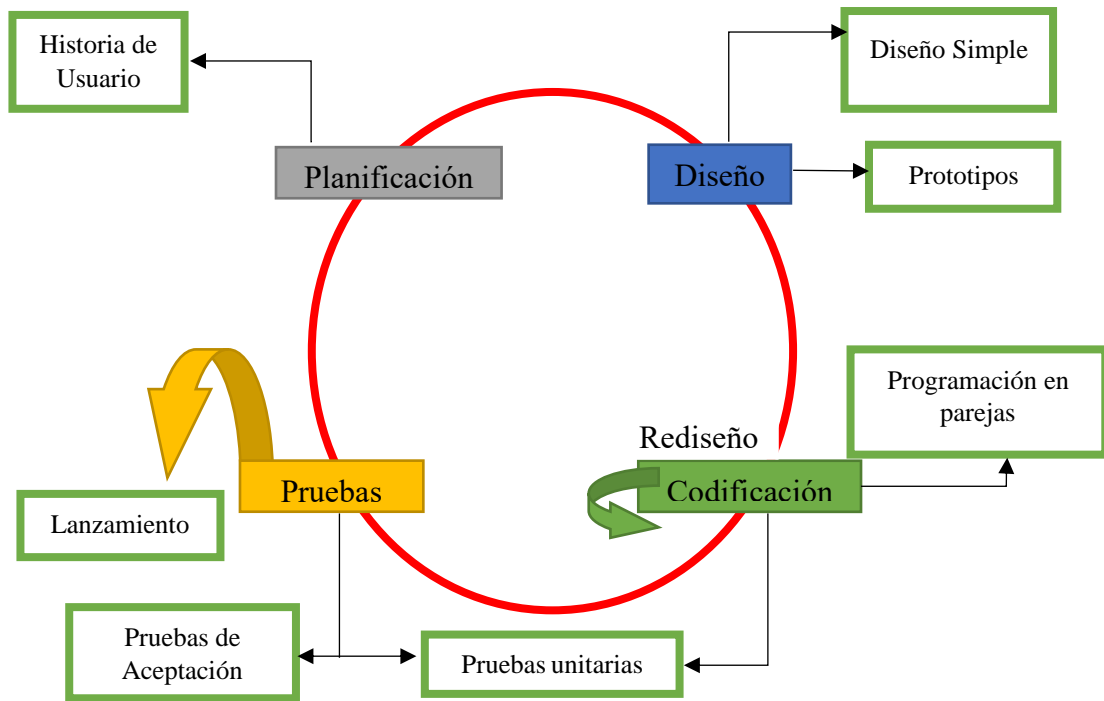 Historia de
Usuario
Diseño Simple
Planificación
Diseño
Prototipos
Programación en
parejas
Rediseño
Pruebas
Codificación
Lanzamiento
Pruebas de
Aceptación
Pruebas unitarias